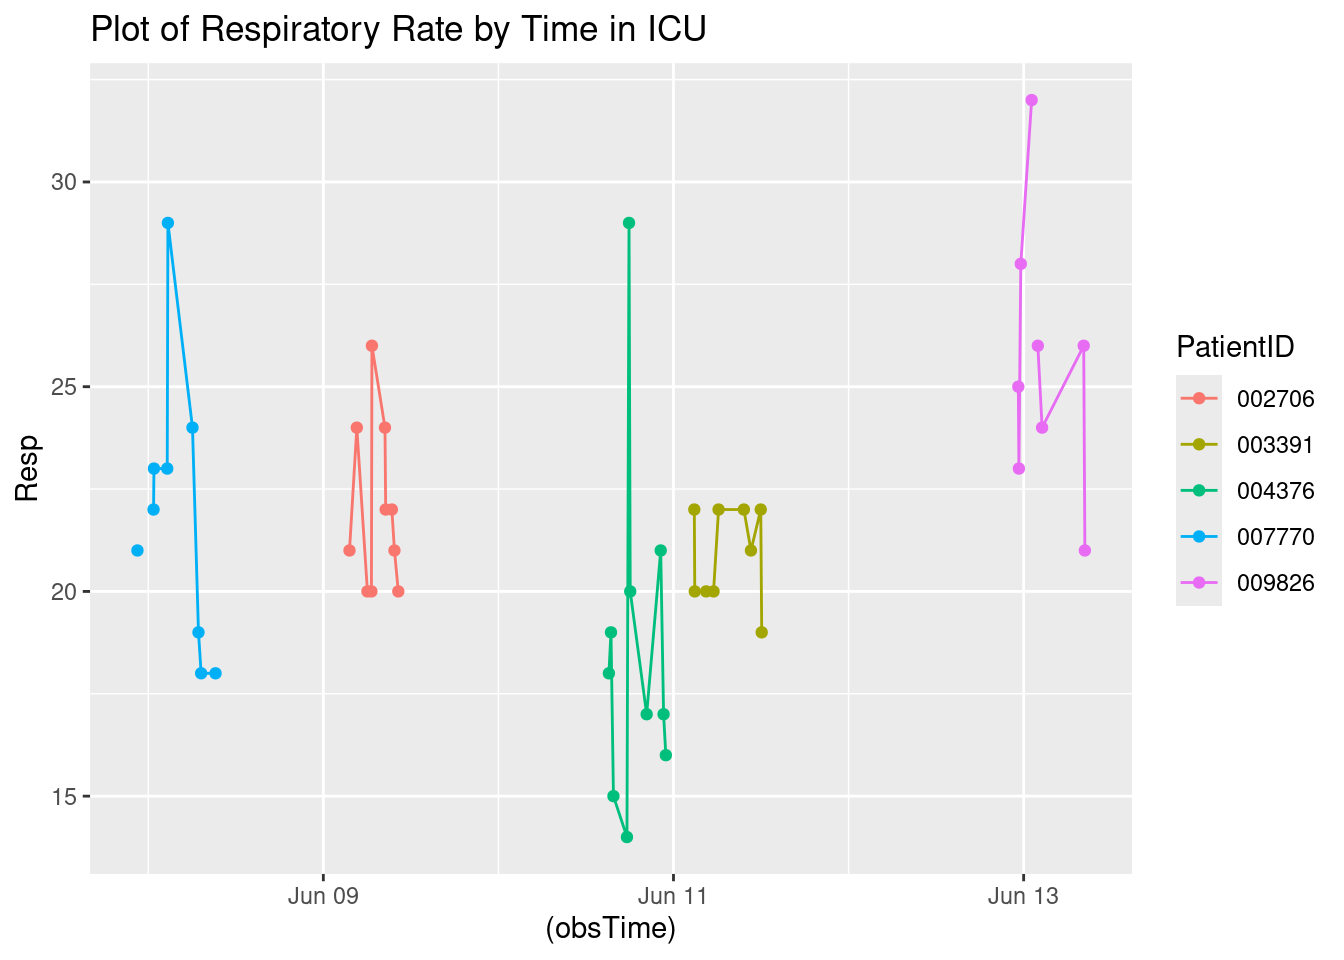 Plot of Respiratory Rate by Time in ICU
30
25
20
15
Resp
Jun 09
Jun 11
Jun 13
(obsTime)
PatientID
002706
003391
004376
007770
009826